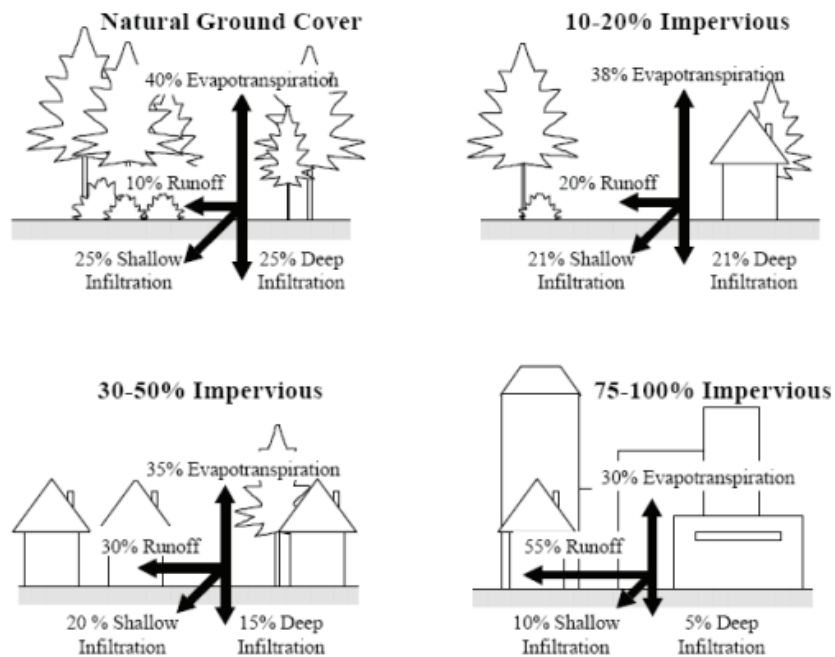 Natural Ground Cover
40% Evapotranspiration
10% Runoff
25% Shallow
Infiltration
25% Deep
Infiltration
10-20% Impervious
38% Evapotranspiration
20% Runoff
21% Shallow
Infiltration
21% Deep
Infiltration
30-50% Impervious
35% Evapotranspiration
30% Runoff
20 % Shallow
Infiltration
15% Deep
Infiltration
75-100% Impervious
30% Evapotranspiration
55% Runoff
10% Shallow
Infiltration
5% Deep
Infiltration